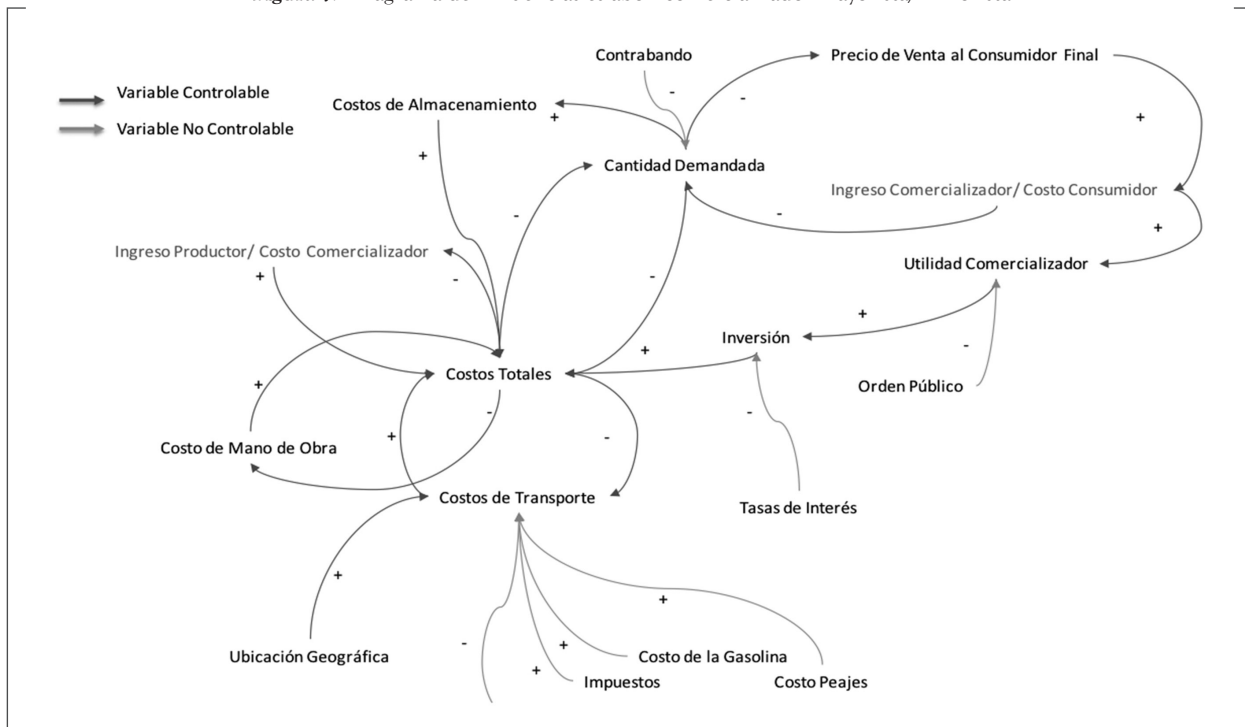 Contrabando
Precio de Venta al Consumidor Final
Variable Controlable
Costos de Almacenamiento
-
-
+
+
Variable No Controlable
+
Cantidad Demandada
Ingreso Comercializador/ Costo Consumidor
-
-
+
Ingreso Productor/ Costo Comercializador
Utilidad Comercializador
+
-
-
+
Inversión
+
-
Costos Totales
Orden Público
+
-
-
+
-
Costo de Mano de Obra
Costos de Transporte
Tasas de Interés
+
+
-
+
Ubicación Geográfica
Costo de la Gasolina
+
Impuestos
Costo Peajes